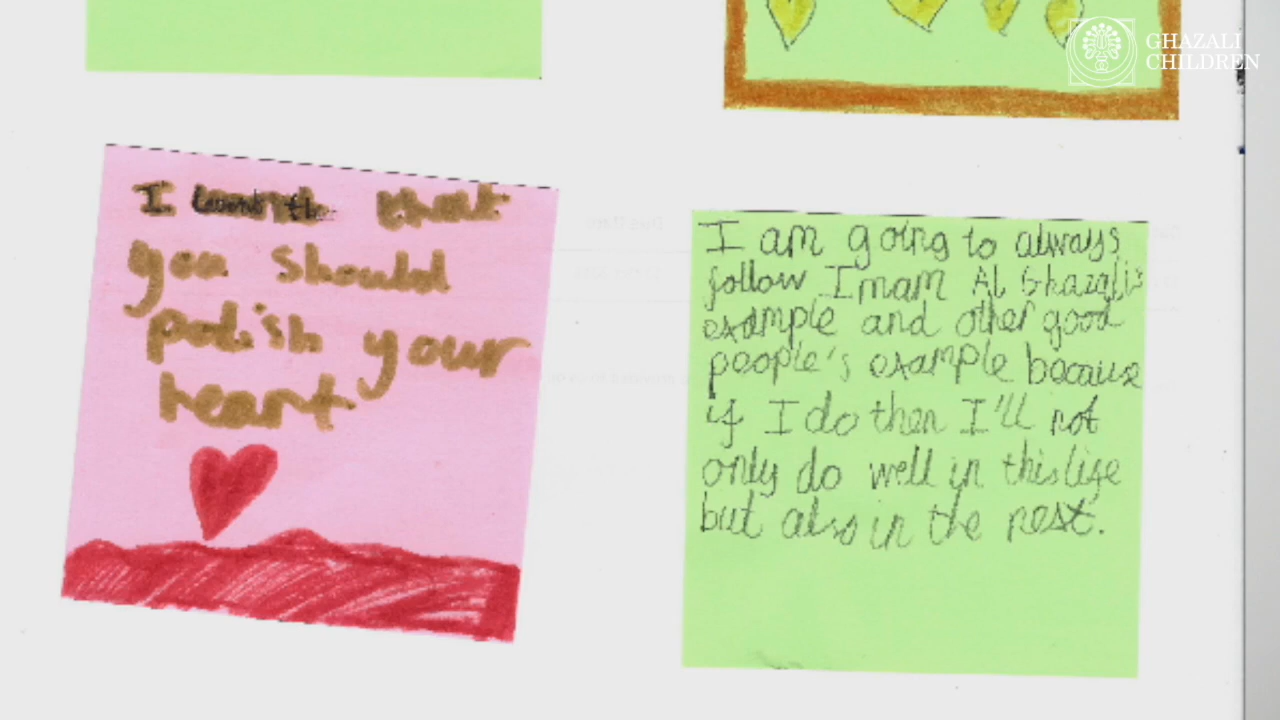 GHAZALI
CHILDREN
I that
you should
polish your
heart.
I am going to always
follow Imam Al Ghazali's
example and other good
people's example because
if I do then I'll not
only do well in this life
but also in the next.